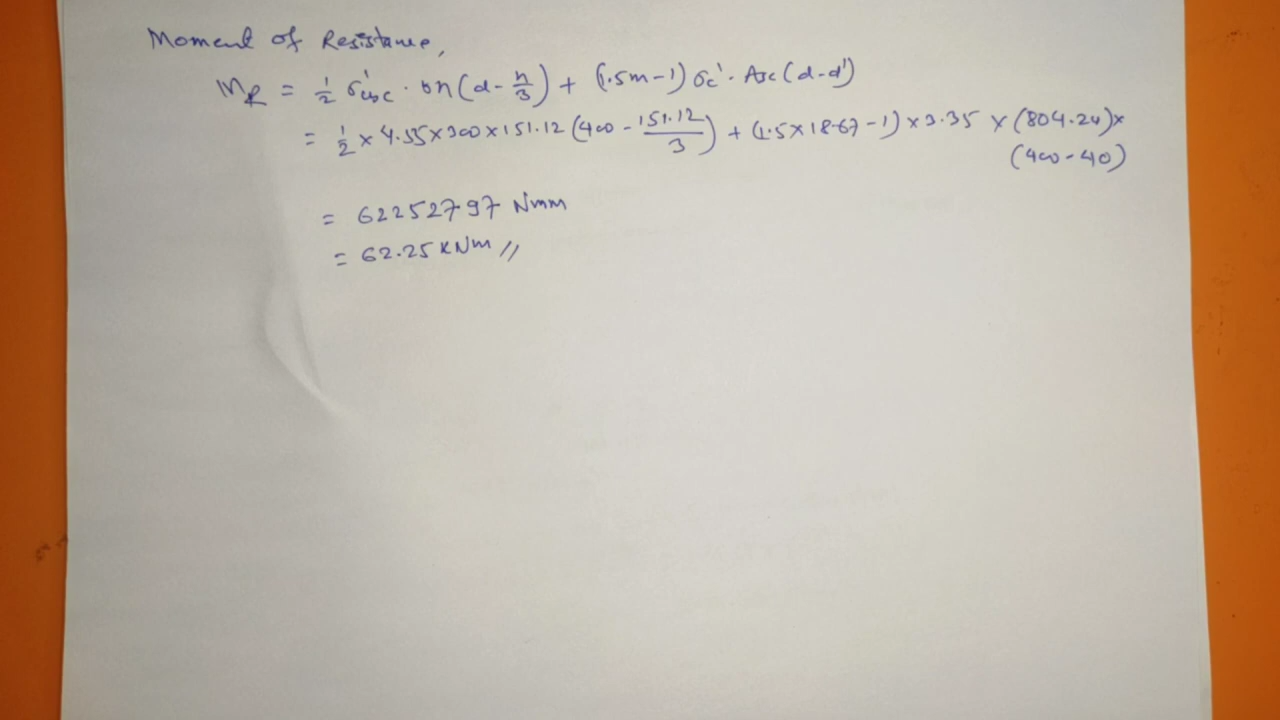 Moment of Resistance,
MR = 1/2 σ'cbc · bn (d - n/3) + (1.5m - 1) σc' · Asc (d - d')
= 1/2 × 4.55 × 300 × 151.12 (400 - 151.12/3) + (1.5 × 18.67 - 1) × 3.35 × (804.24) ×
(400 - 40)
= 62252797 Nmm
= 62.25 KNm //